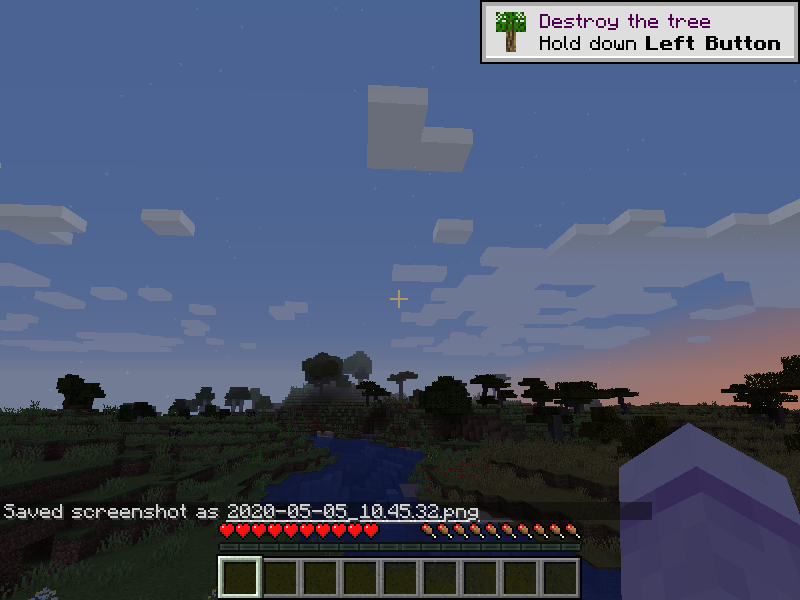 Destroy the tree
Hold down Left Button
Saved screenshot as 2020-05-05_10.45.32.png